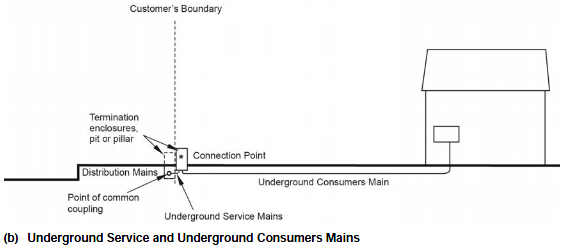 Customer's Boundary
Termination
enclosures,
pit or pillar
*
Connection Point
Distribution Mains
Underground Consumers Main
Point of common
coupling
Underground Service Mains
(b) Underground Service and Underground Consumers Mains